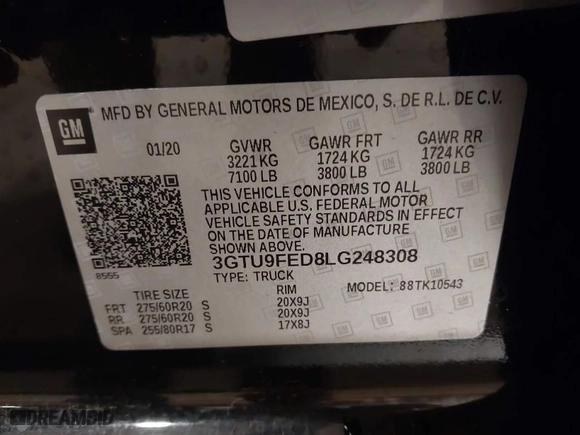 GM
MFD BY GENERAL MOTORS DE MEXICO, S. DE R.L. DE C.V.
01/20 GVWR GAWR FRT GAWR RR
3221 KG 1724 KG 1724 KG
7100 LB 3800 LB 3800 LB
THIS VEHICLE CONFORMS TO ALL
APPLICABLE U.S. FEDERAL MOTOR
VEHICLE SAFETY STANDARDS IN EFFECT
ON THE DATE OF MANUFACTURE
SHOWN ABOVE.
8555 3GTU9FED8LG248308
TYPE: TRUCK MODEL: 88TK10543
TIRE SIZE RIM
FRT 275/60R20 S 20X9J
RR 275/60R20 S 20X9J
SPA 255/80R17 S 17X8J
DREAMBID